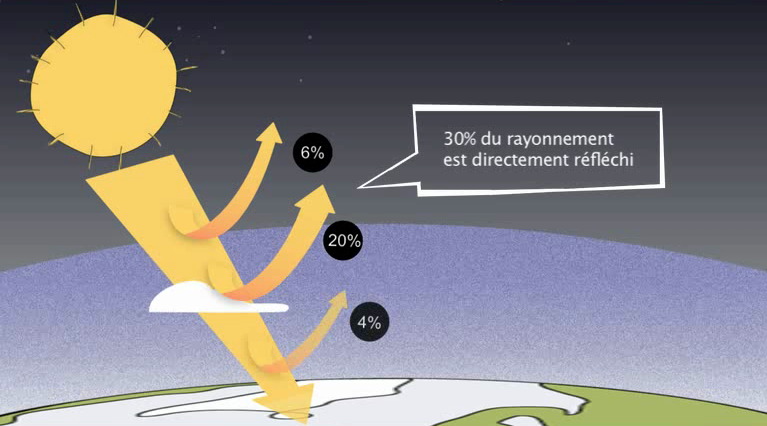 6%
30% du rayonnement
est directement réfléchi
20%
4%